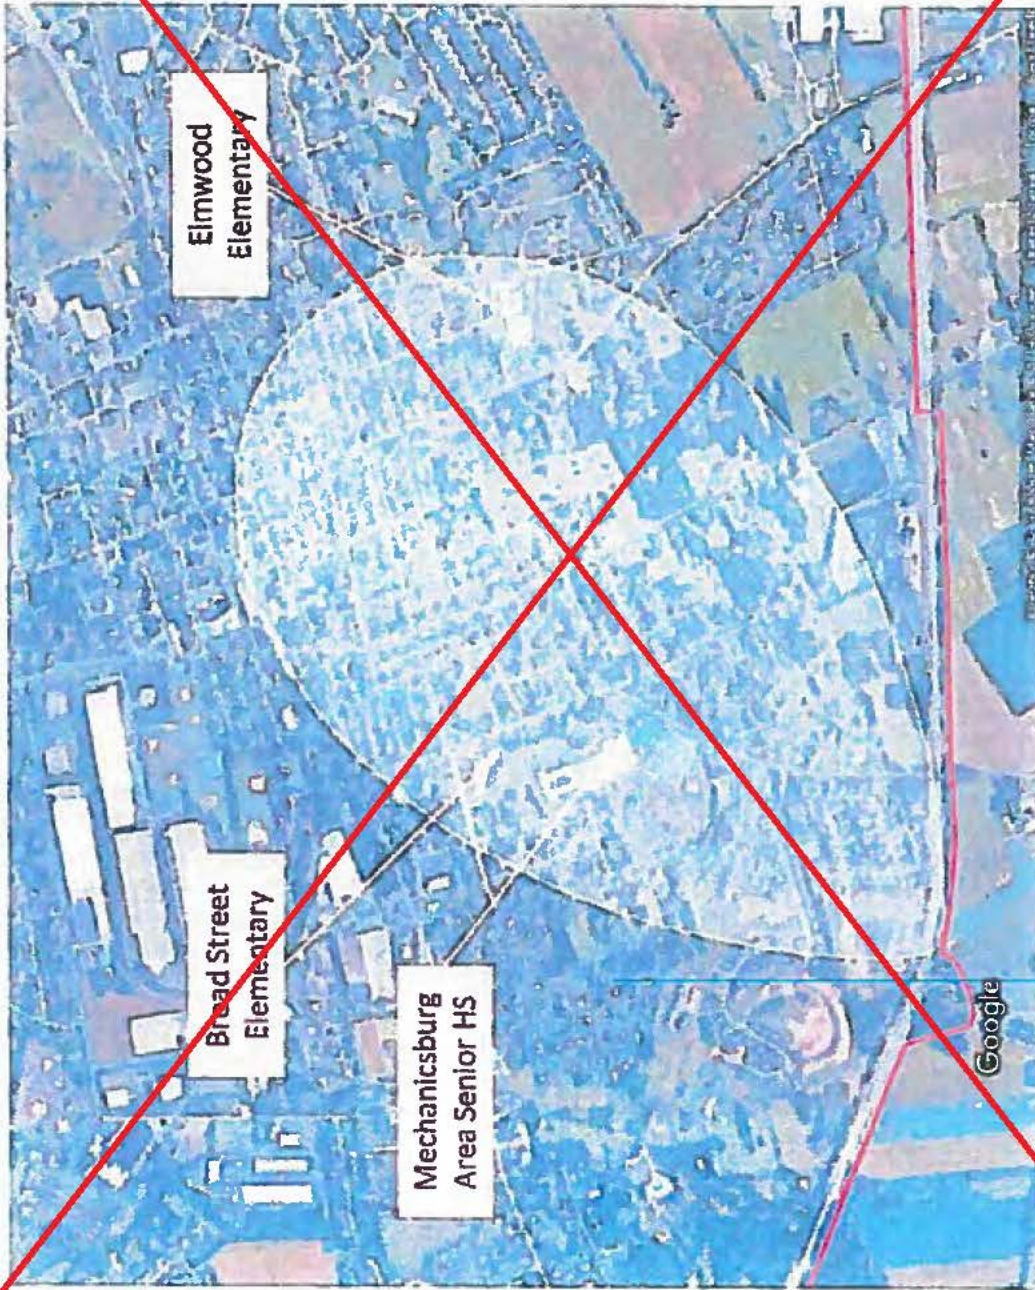 Elmwood
Elementary
Broad Street
Elementary
Mechanicsburg
Area Senior HS
Google